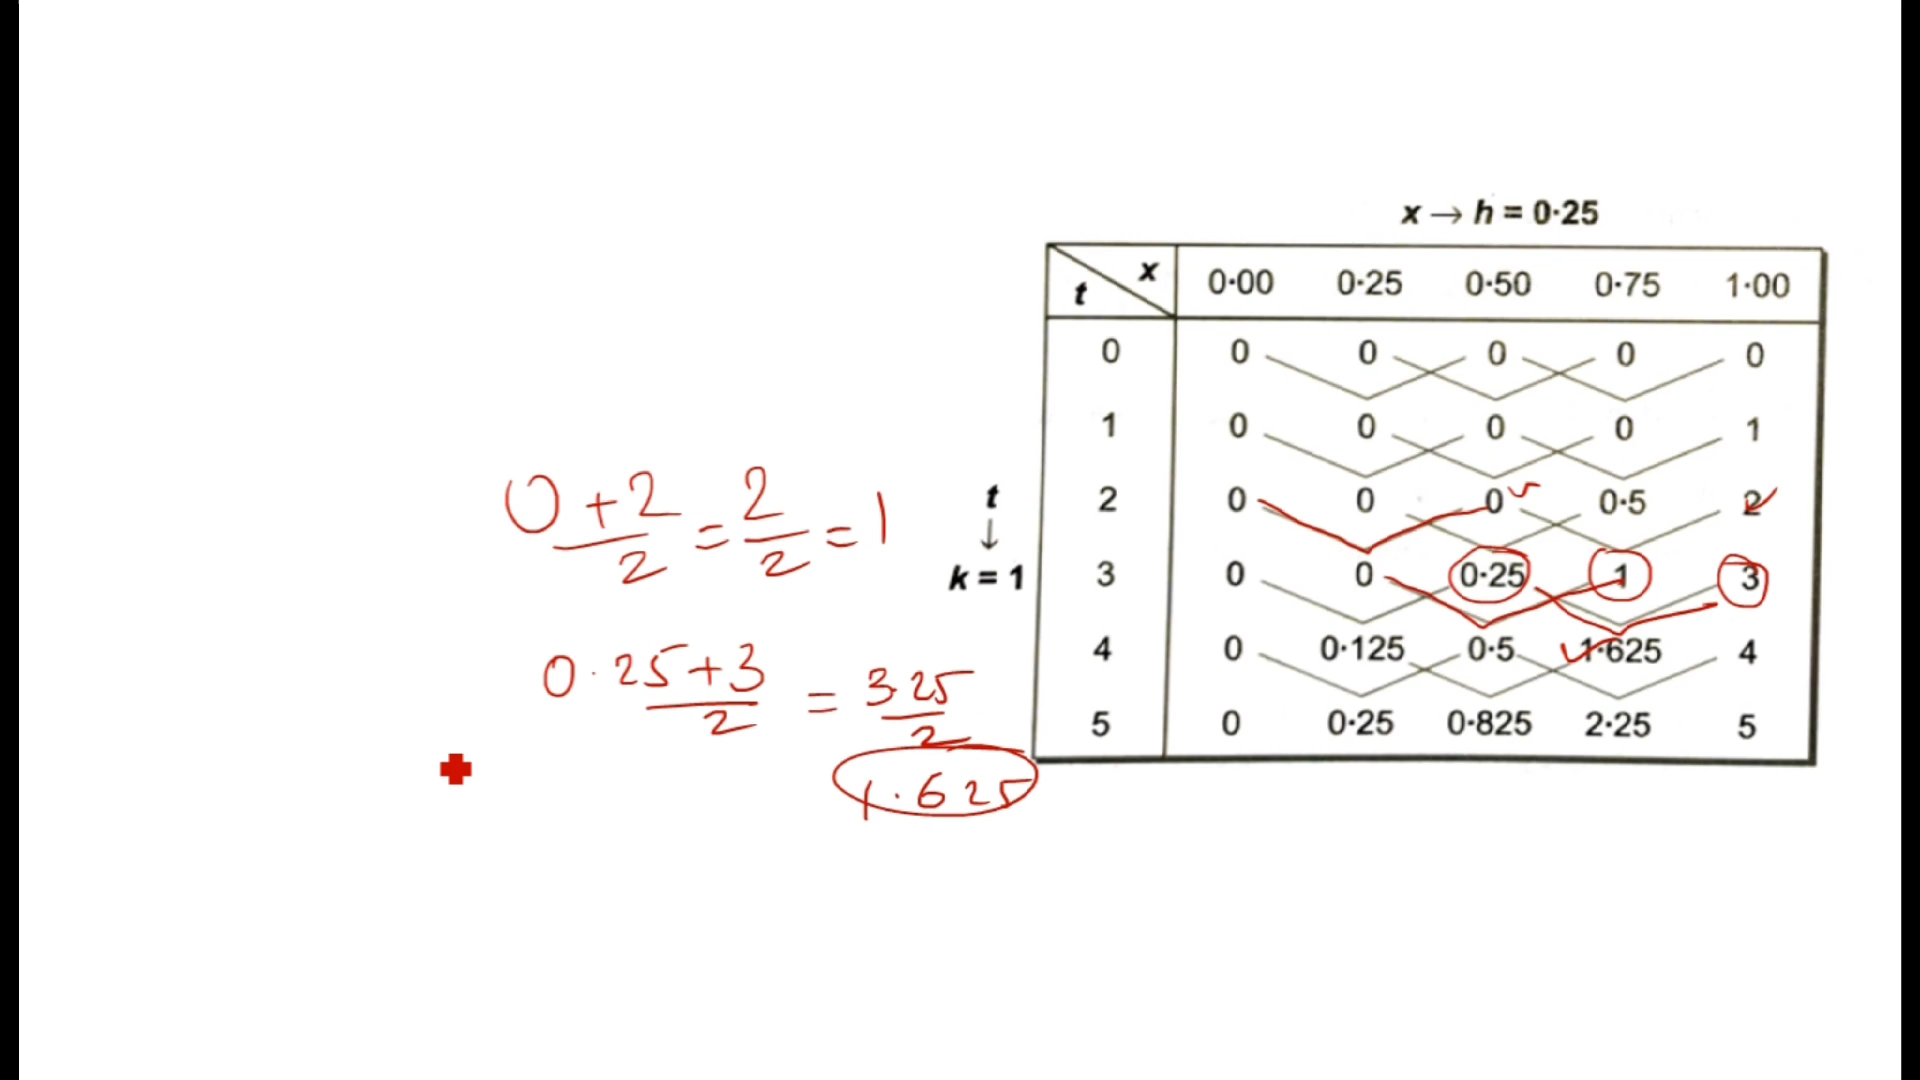 x → h = 0·25
t x 0·00 0·25 0·50 0·75 1·00
0 0 0 0 0 0
1 0 0 0 0 1
2 0 0 0 0·5 2
3 0 0 0·25 1 3
4 0 0·125 0·5 1·625 4
5 0 0·25 0·825 2·25 5
t
↓
k = 1
0+2/2 = 2/2 = 1
0.25+3/2 = 3.25/2
1.625